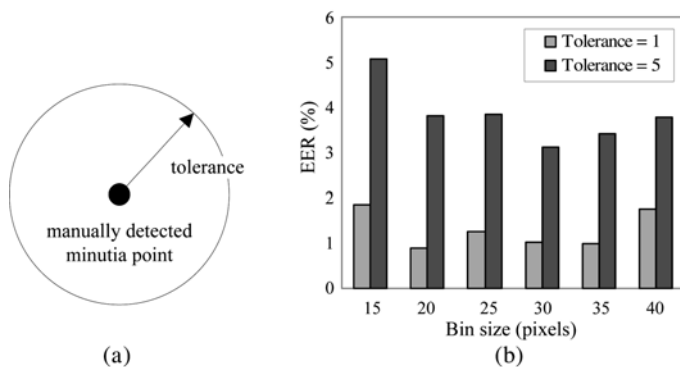 tolerance
manually detected
minutia point
(a)
6
5
4
3
2
1
0
EER (%)
Tolerance = 1
Tolerance = 5
15 20 25 30 35 40
Bin size (pixels)
(b)